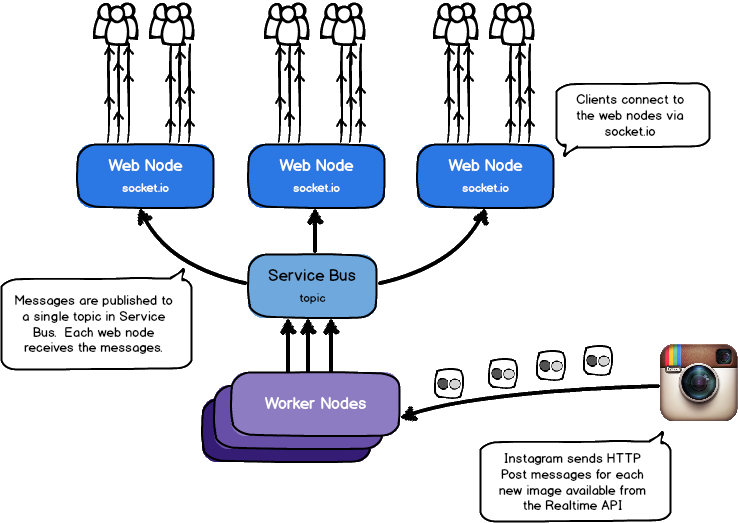 Clients connect to
the web nodes via
socket.io
Web Node
socket.io
Web Node
socket.io
Web Node
socket.io
Service Bus
topic
Messages are published to
a single topic in Service
Bus. Each web node
receives the messages.
Worker Nodes
Instagram sends HTTP
Post messages for each
new image available from
the Realtime API